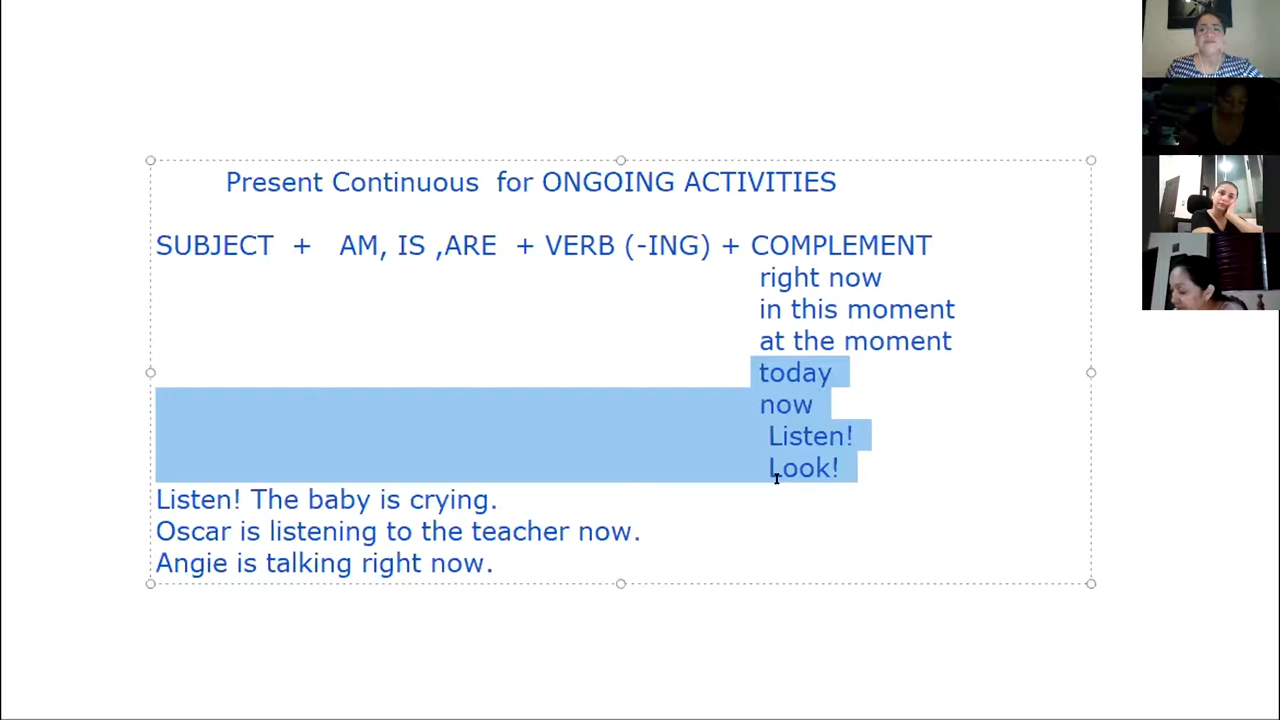 Present Continuous for ONGOING ACTIVITIES
SUBJECT + AM, IS ,ARE + VERB (-ING) + COMPLEMENT
right now
in this moment
at the moment
today
now
Listen!
Look!
Listen! The baby is crying.
Oscar is listening to the teacher now.
Angie is talking right now.